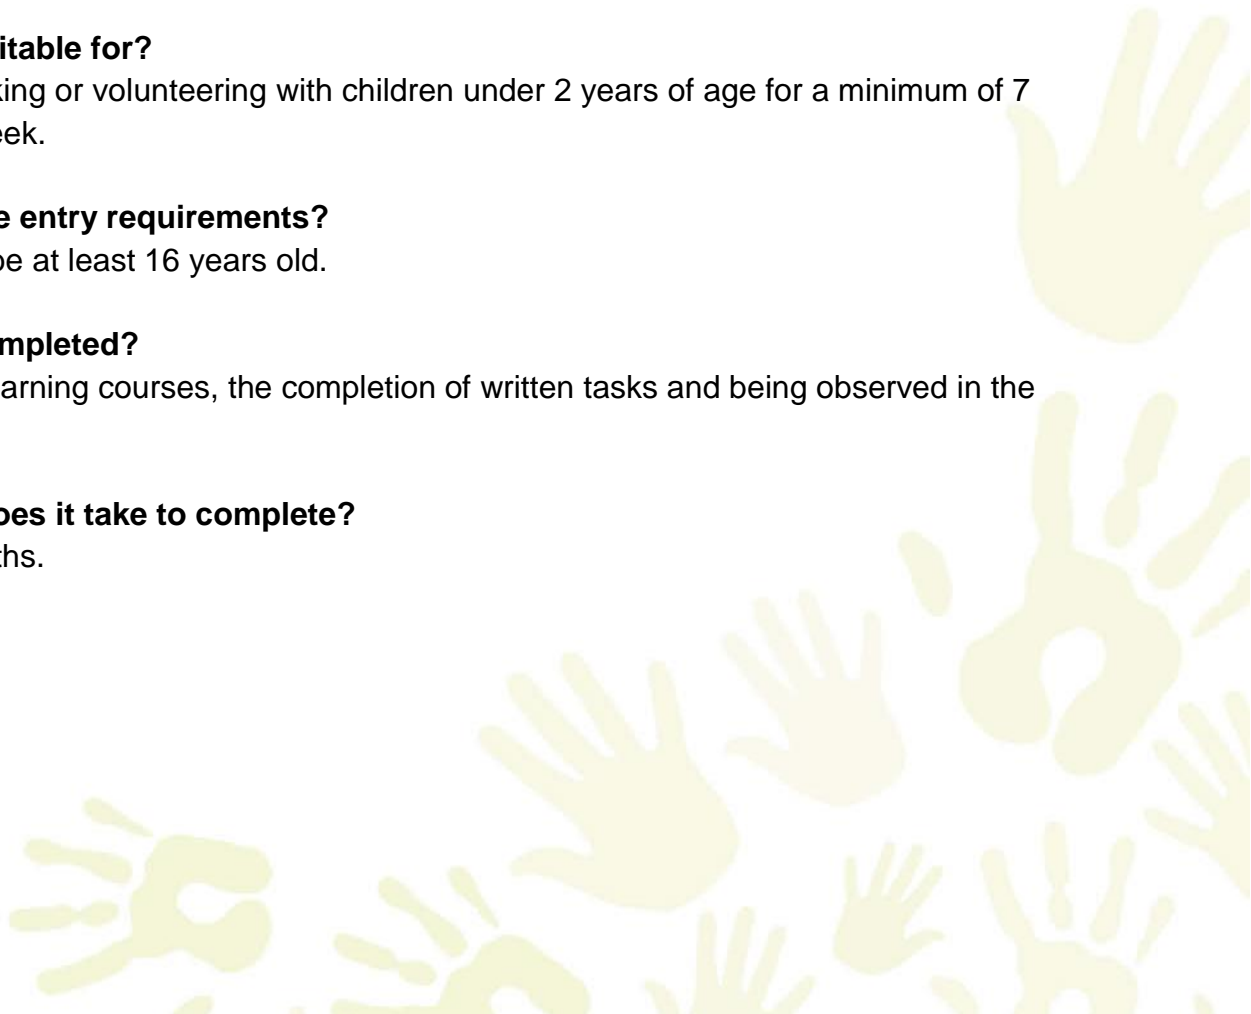 itable for?
king or volunteering with children under 2 years of age for a minimum of 7
eek.
e entry requirements?
be at least 16 years old.
mpleted?
arning courses, the completion of written tasks and being observed in the
oes it take to complete?
ths.